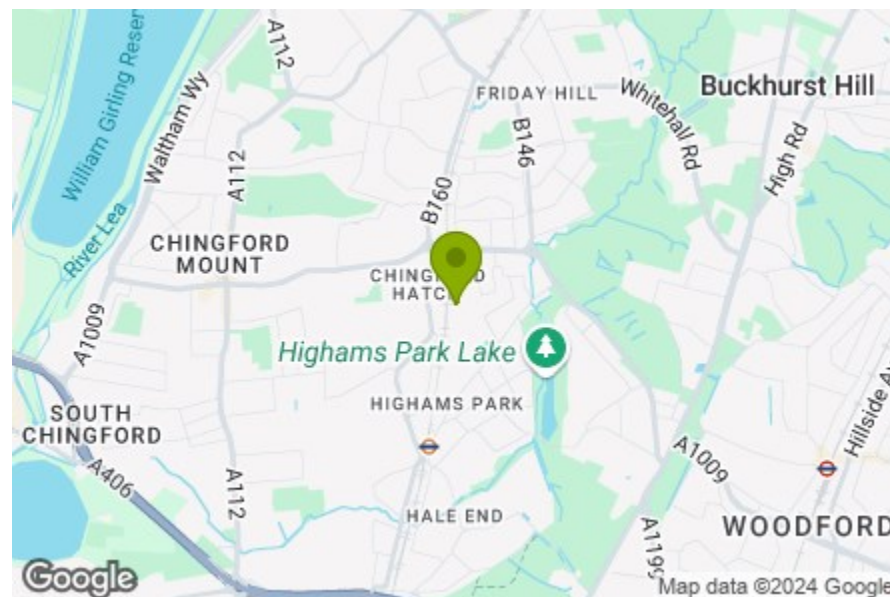 A112
William Girling Reser
Waltham Wy
FRIDAY HILL
Whitehall Rd
Buckhurst Hill
B146
High Rd
A112
B160
River Lea
CHINGFORD
MOUNT
CHING D
HATC
A1009
Highams Park Lake
HIGHAMS PARK
SOUTH
CHINGFORD
A406
A112
A1009
Hillside Av
HALE END
A1199
WOODFORD
Google
Map data ©2024 Google